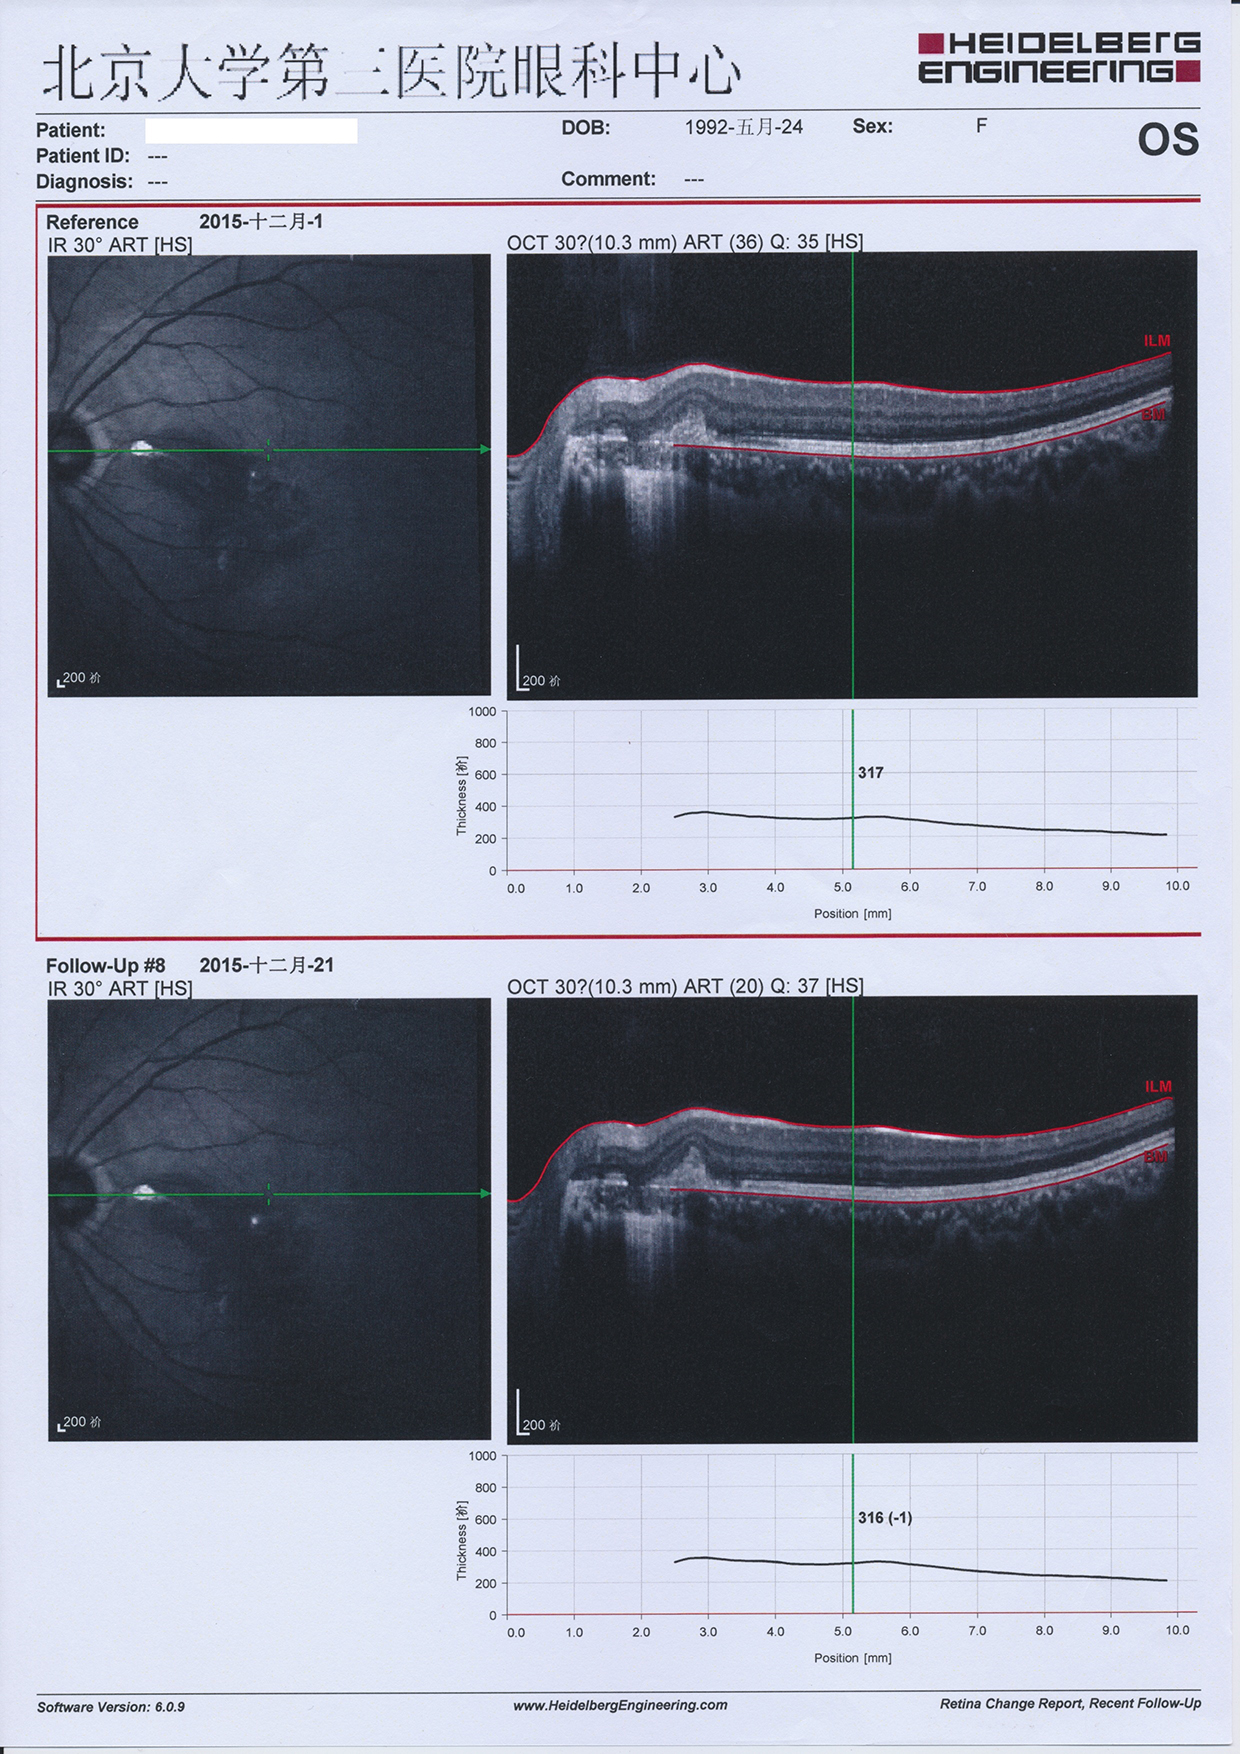 北京大学第三医院眼科中心
HEIDELBERG
ENGINEERING
Patient:
DOB: 1992-五月-24 Sex: F
OS
Patient ID: ---
Diagnosis: ---
Comment: ---
Reference 2015-十二月-1
IR 30° ART [HS]
OCT 30?(10.3 mm) ART (36) Q: 35 [HS]
ILM
BM
200 祄
200 祄
1000
800
600
400
200
0
Thickness [祄]
317
0.0 1.0 2.0 3.0 4.0 5.0 6.0 7.0 8.0 9.0 10.0
Position [mm]
Follow-Up #8 2015-十二月-21
IR 30° ART [HS]
OCT 30?(10.3 mm) ART (20) Q: 37 [HS]
ILM
BM
200 祄
200 祄
1000
800
600
400
200
0
Thickness [祄]
316 (-1)
0.0 1.0 2.0 3.0 4.0 5.0 6.0 7.0 8.0 9.0 10.0
Position [mm]
Software Version: 6.0.9
www.HeidelbergEngineering.com
Retina Change Report, Recent Follow-Up